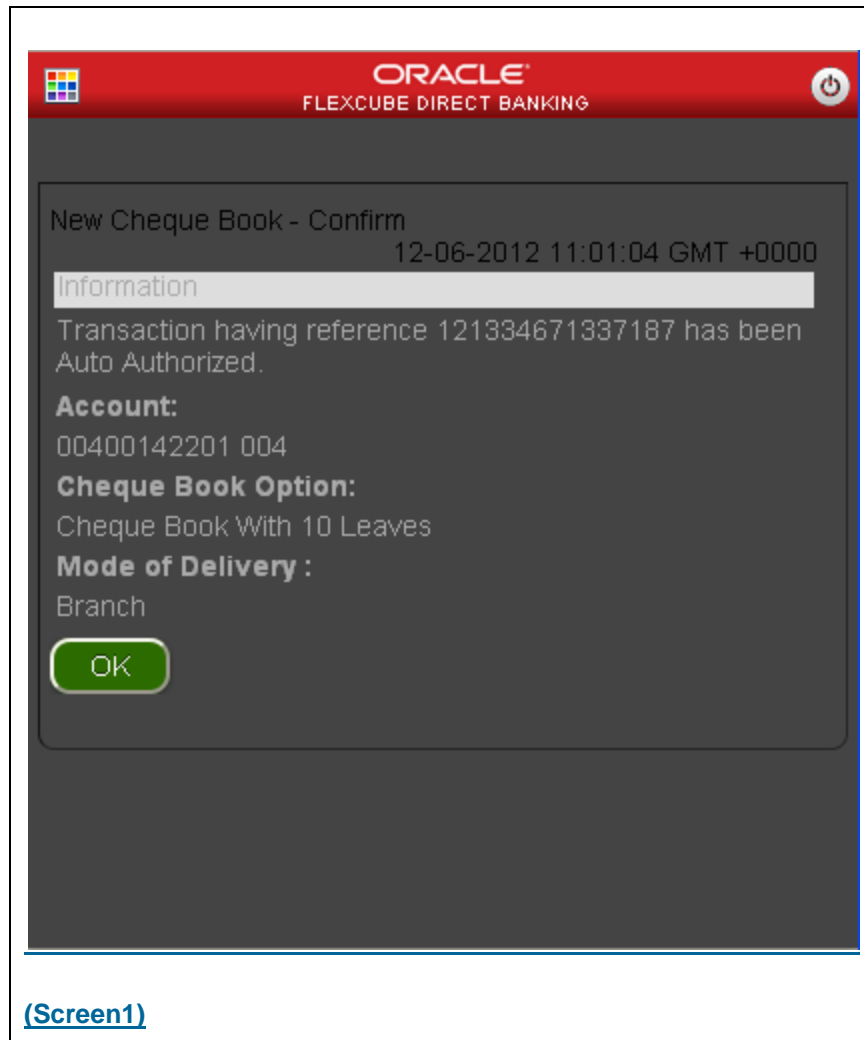 ORACLE
FLEXCUBE DIRECT BANKING
New Cheque Book - Confirm
12-06-2012 11:01:04 GMT +0000
Information
Transaction having reference 121334671337187 has been
Auto Authorized.
Account:
00400142201 004
Cheque Book Option:
Cheque Book With 10 Leaves
Mode of Delivery :
Branch
OK
(Screen1)